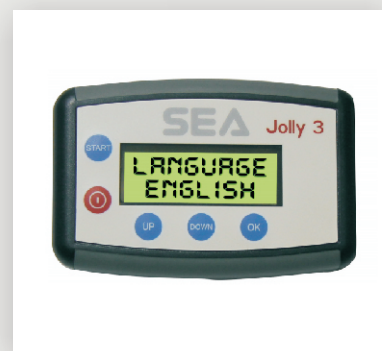 SEA Jolly 3
START
LANGUAGE
ENGLISH
UP DOWN OK